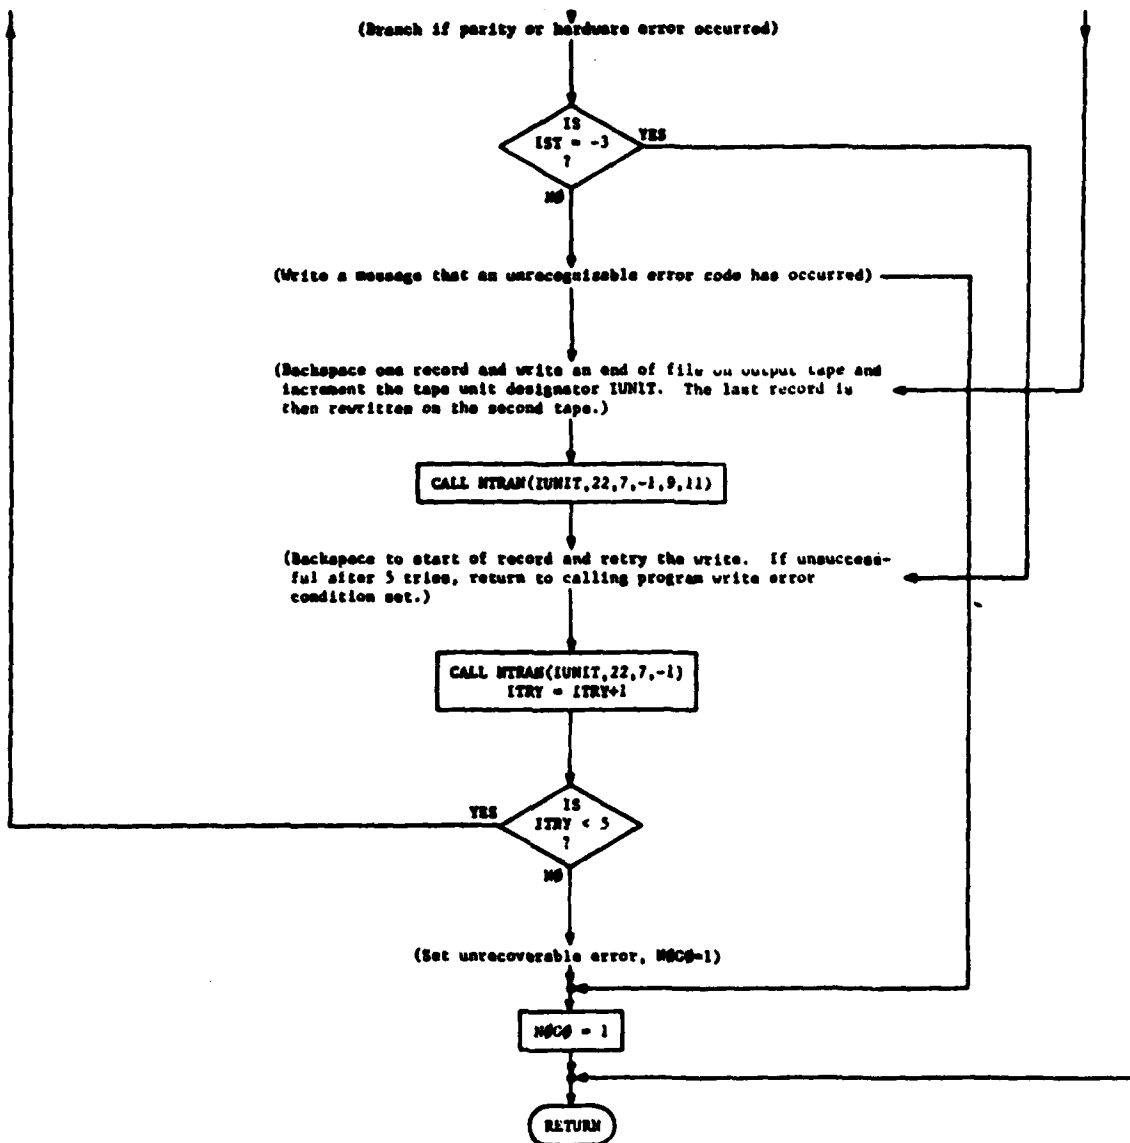 (Branch if parity or hardware error occurred)
IS
IST = -3
?
YES
NØ
(Write a message that an unrecognizable error code has occurred)
(Backspace one record and write an end of file on output tape and
increment the tape unit designator IUNIT. The last record is
then rewritten on the second tape.)
CALL NTRAN(IUNIT,22,7,-1,9,11)
(Backspace to start of record and retry the write. If unsuccess-
ful after 5 tries, return to calling program write error
condition set.)
CALL NTRAN(IUNIT,22,7,-1)
ITRY = ITRY+1
YES
IS
ITRY < 5
?
NØ
(Set unrecoverable error, NØGØ=1)
NØGØ = 1
RETURN